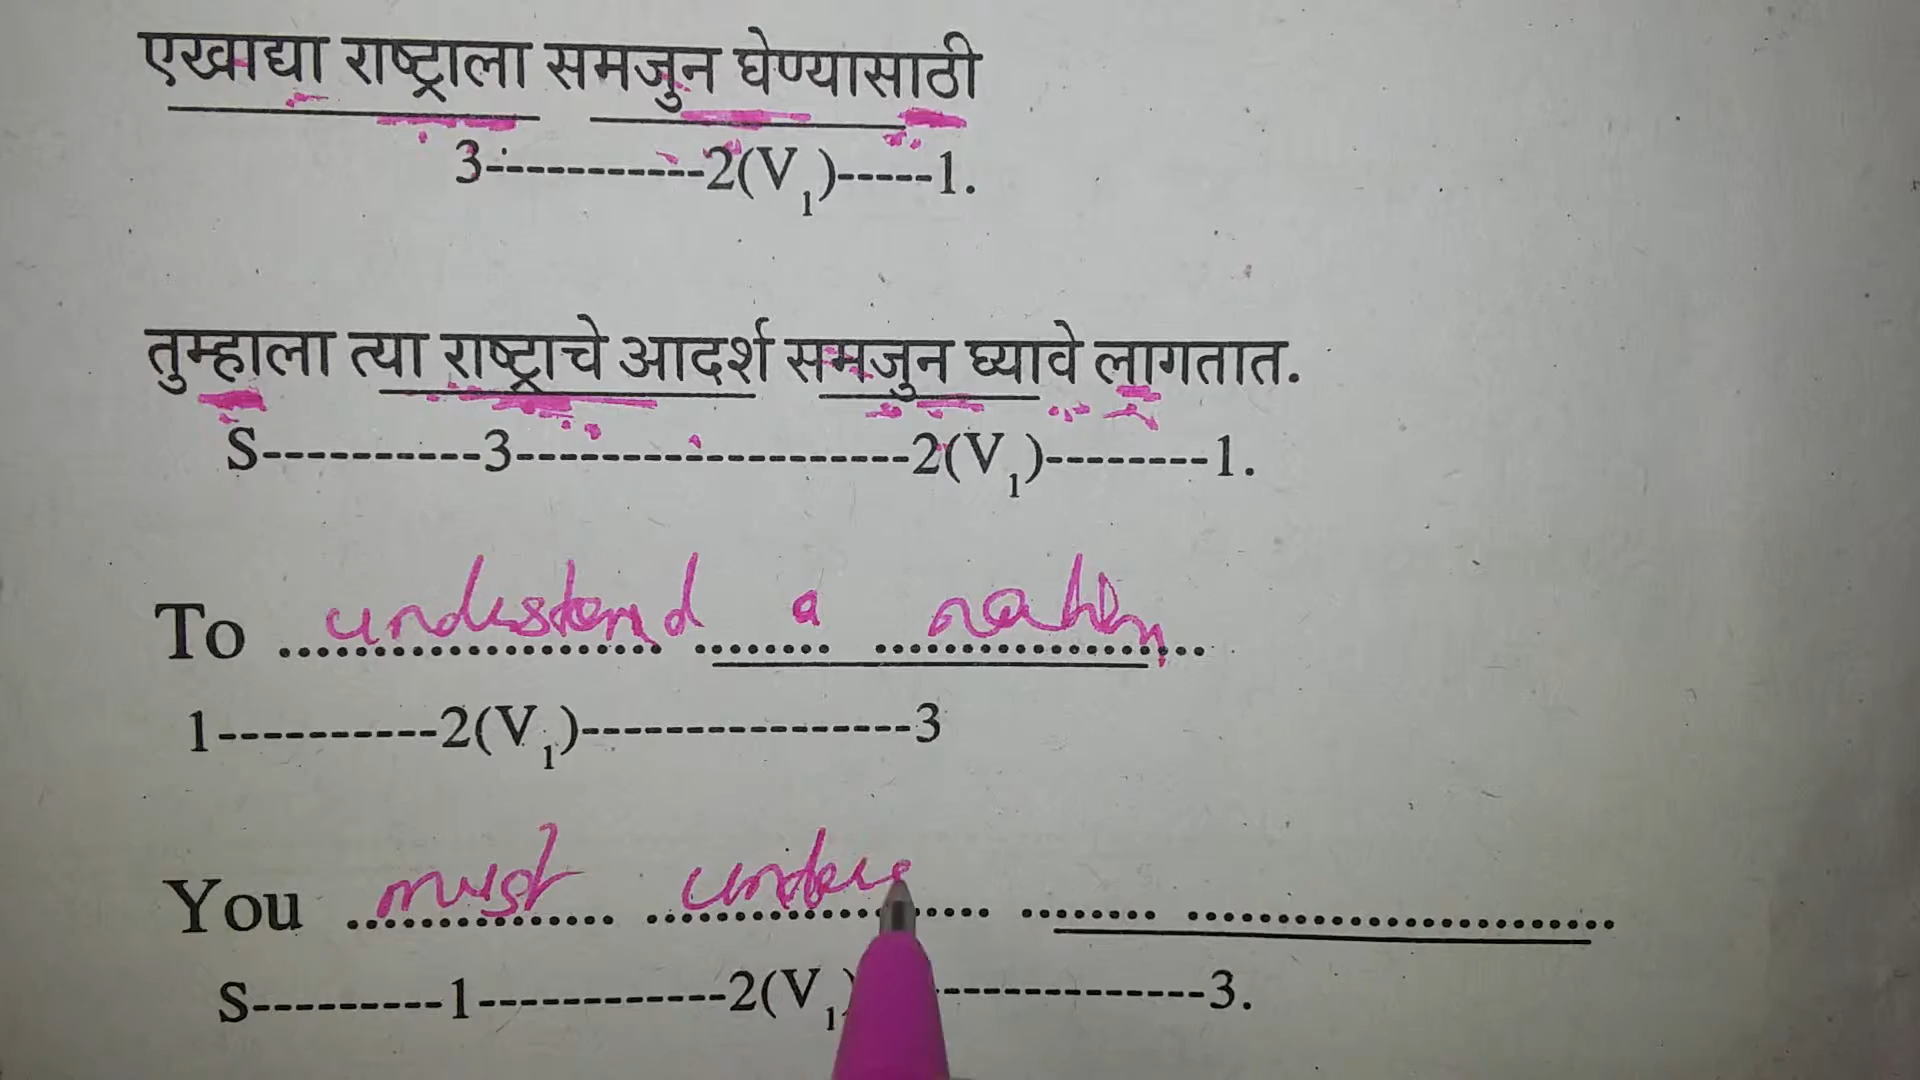 एखाद्या राष्ट्राला समजुन घेण्यासाठी
3-----------2(V1)-----1.
तुम्हाला त्या राष्ट्राचे आदर्श समजुन घ्यावे लागतात.
S----------3------------------2(V1)--------1.
To understand a nation
1----------2(V1)----------------3
You must unders
S---------1------------2(V1)-------------3.